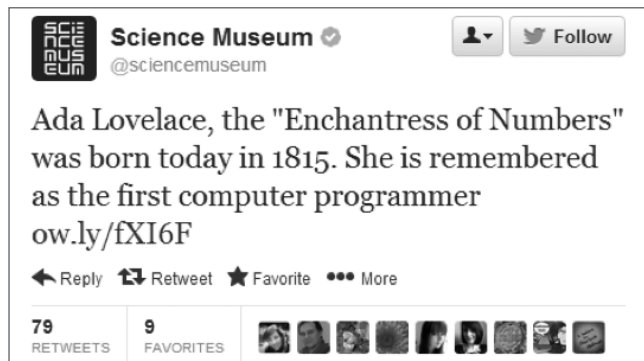 SCIE
NCE
MUS
EUM
Science Museum
@sciencemuseum
Follow
Ada Lovelace, the "Enchantress of Numbers"
was born today in 1815. She is remembered
as the first computer programmer
ow.ly/fXI6F
Reply Retweet Favorite More
79
RETWEETS
9
FAVORITES